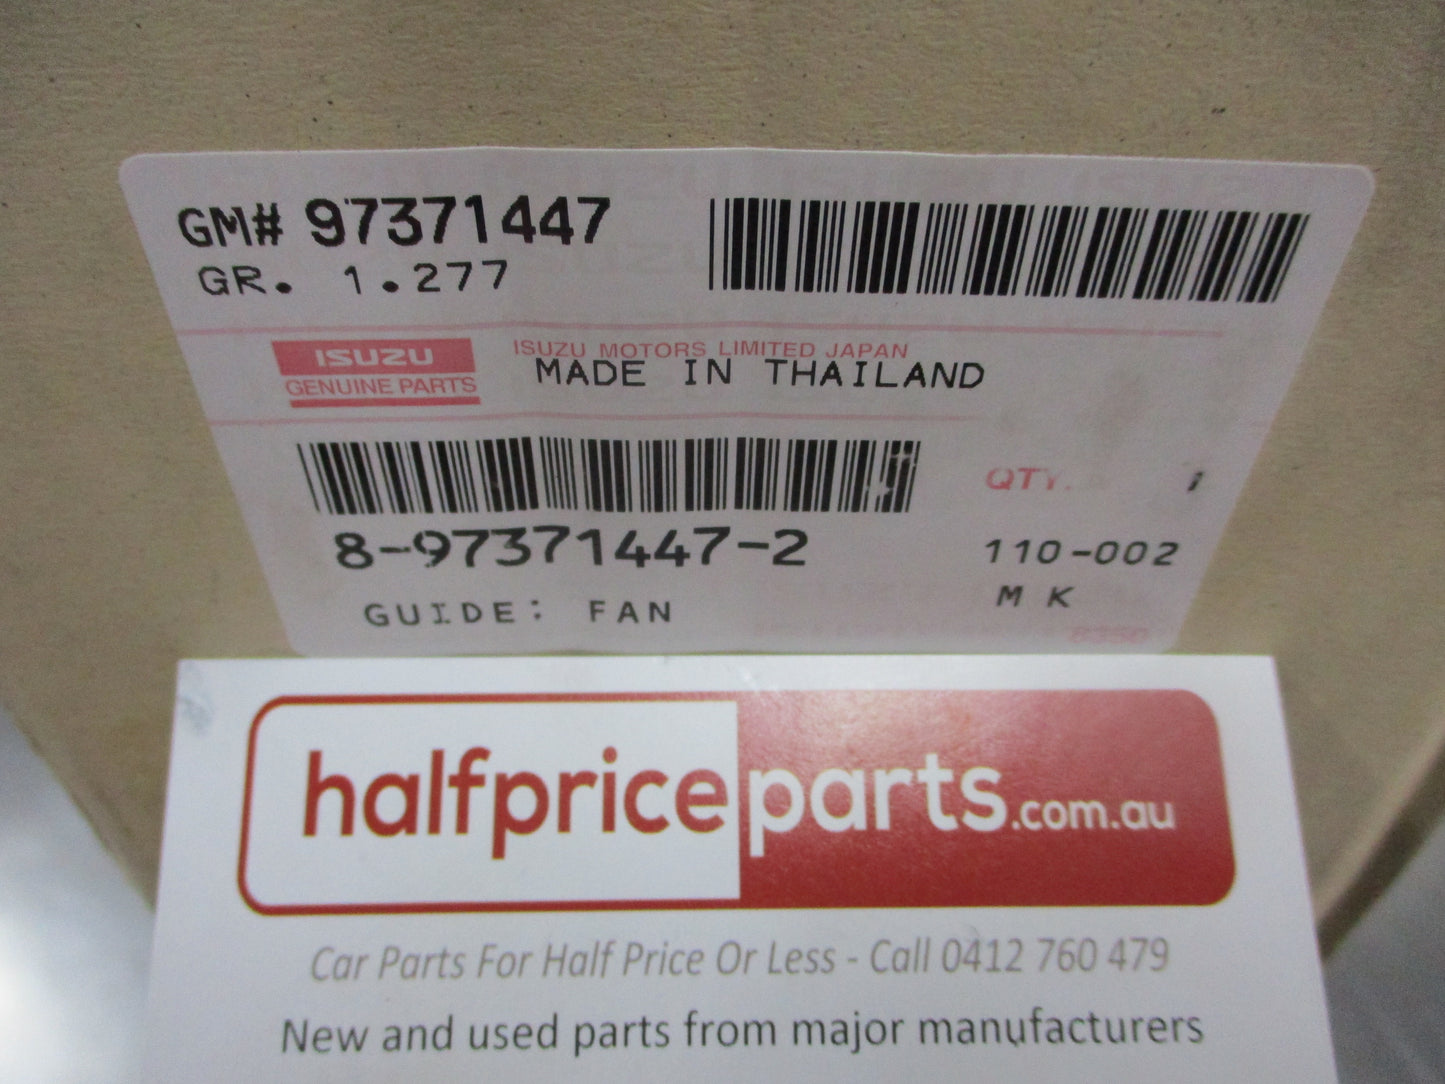 GM# 97371447
GR. 1.277
ISUZU
GENUINE PARTS
ISUZU MOTORS LIMITED JAPAN
MADE IN THAILAND
8-97371447-2
GUIDE: FAN
QTY. 1
110-002
M K
halfpriceparts.com.au
Car Parts For Half Price Or Less - Call 0412 760 479
New and used parts from major manufacturers